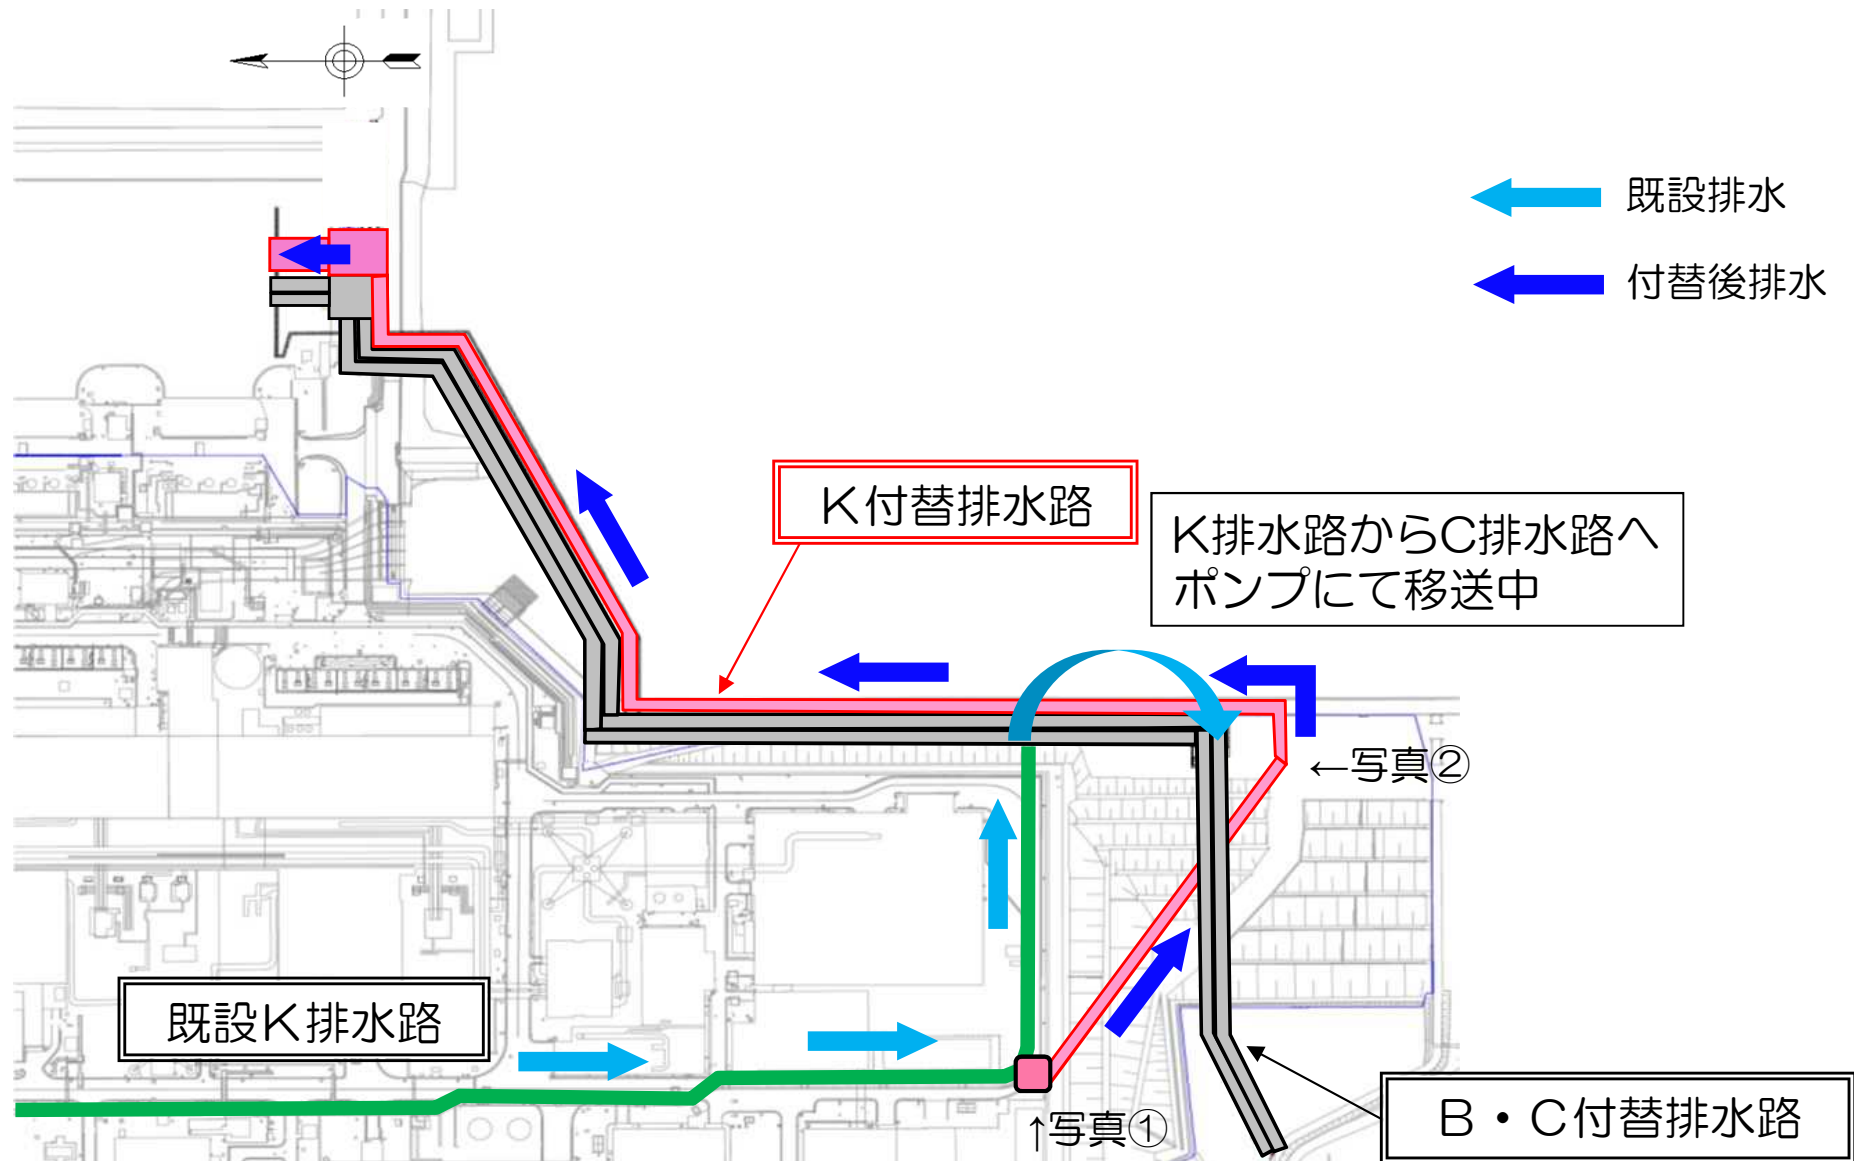 既設排水
付替後排水
K付替排水路
K排水路からC排水路へ
ポンプにて移送中
←写真②
既設K排水路
↑写真①
B・C付替排水路